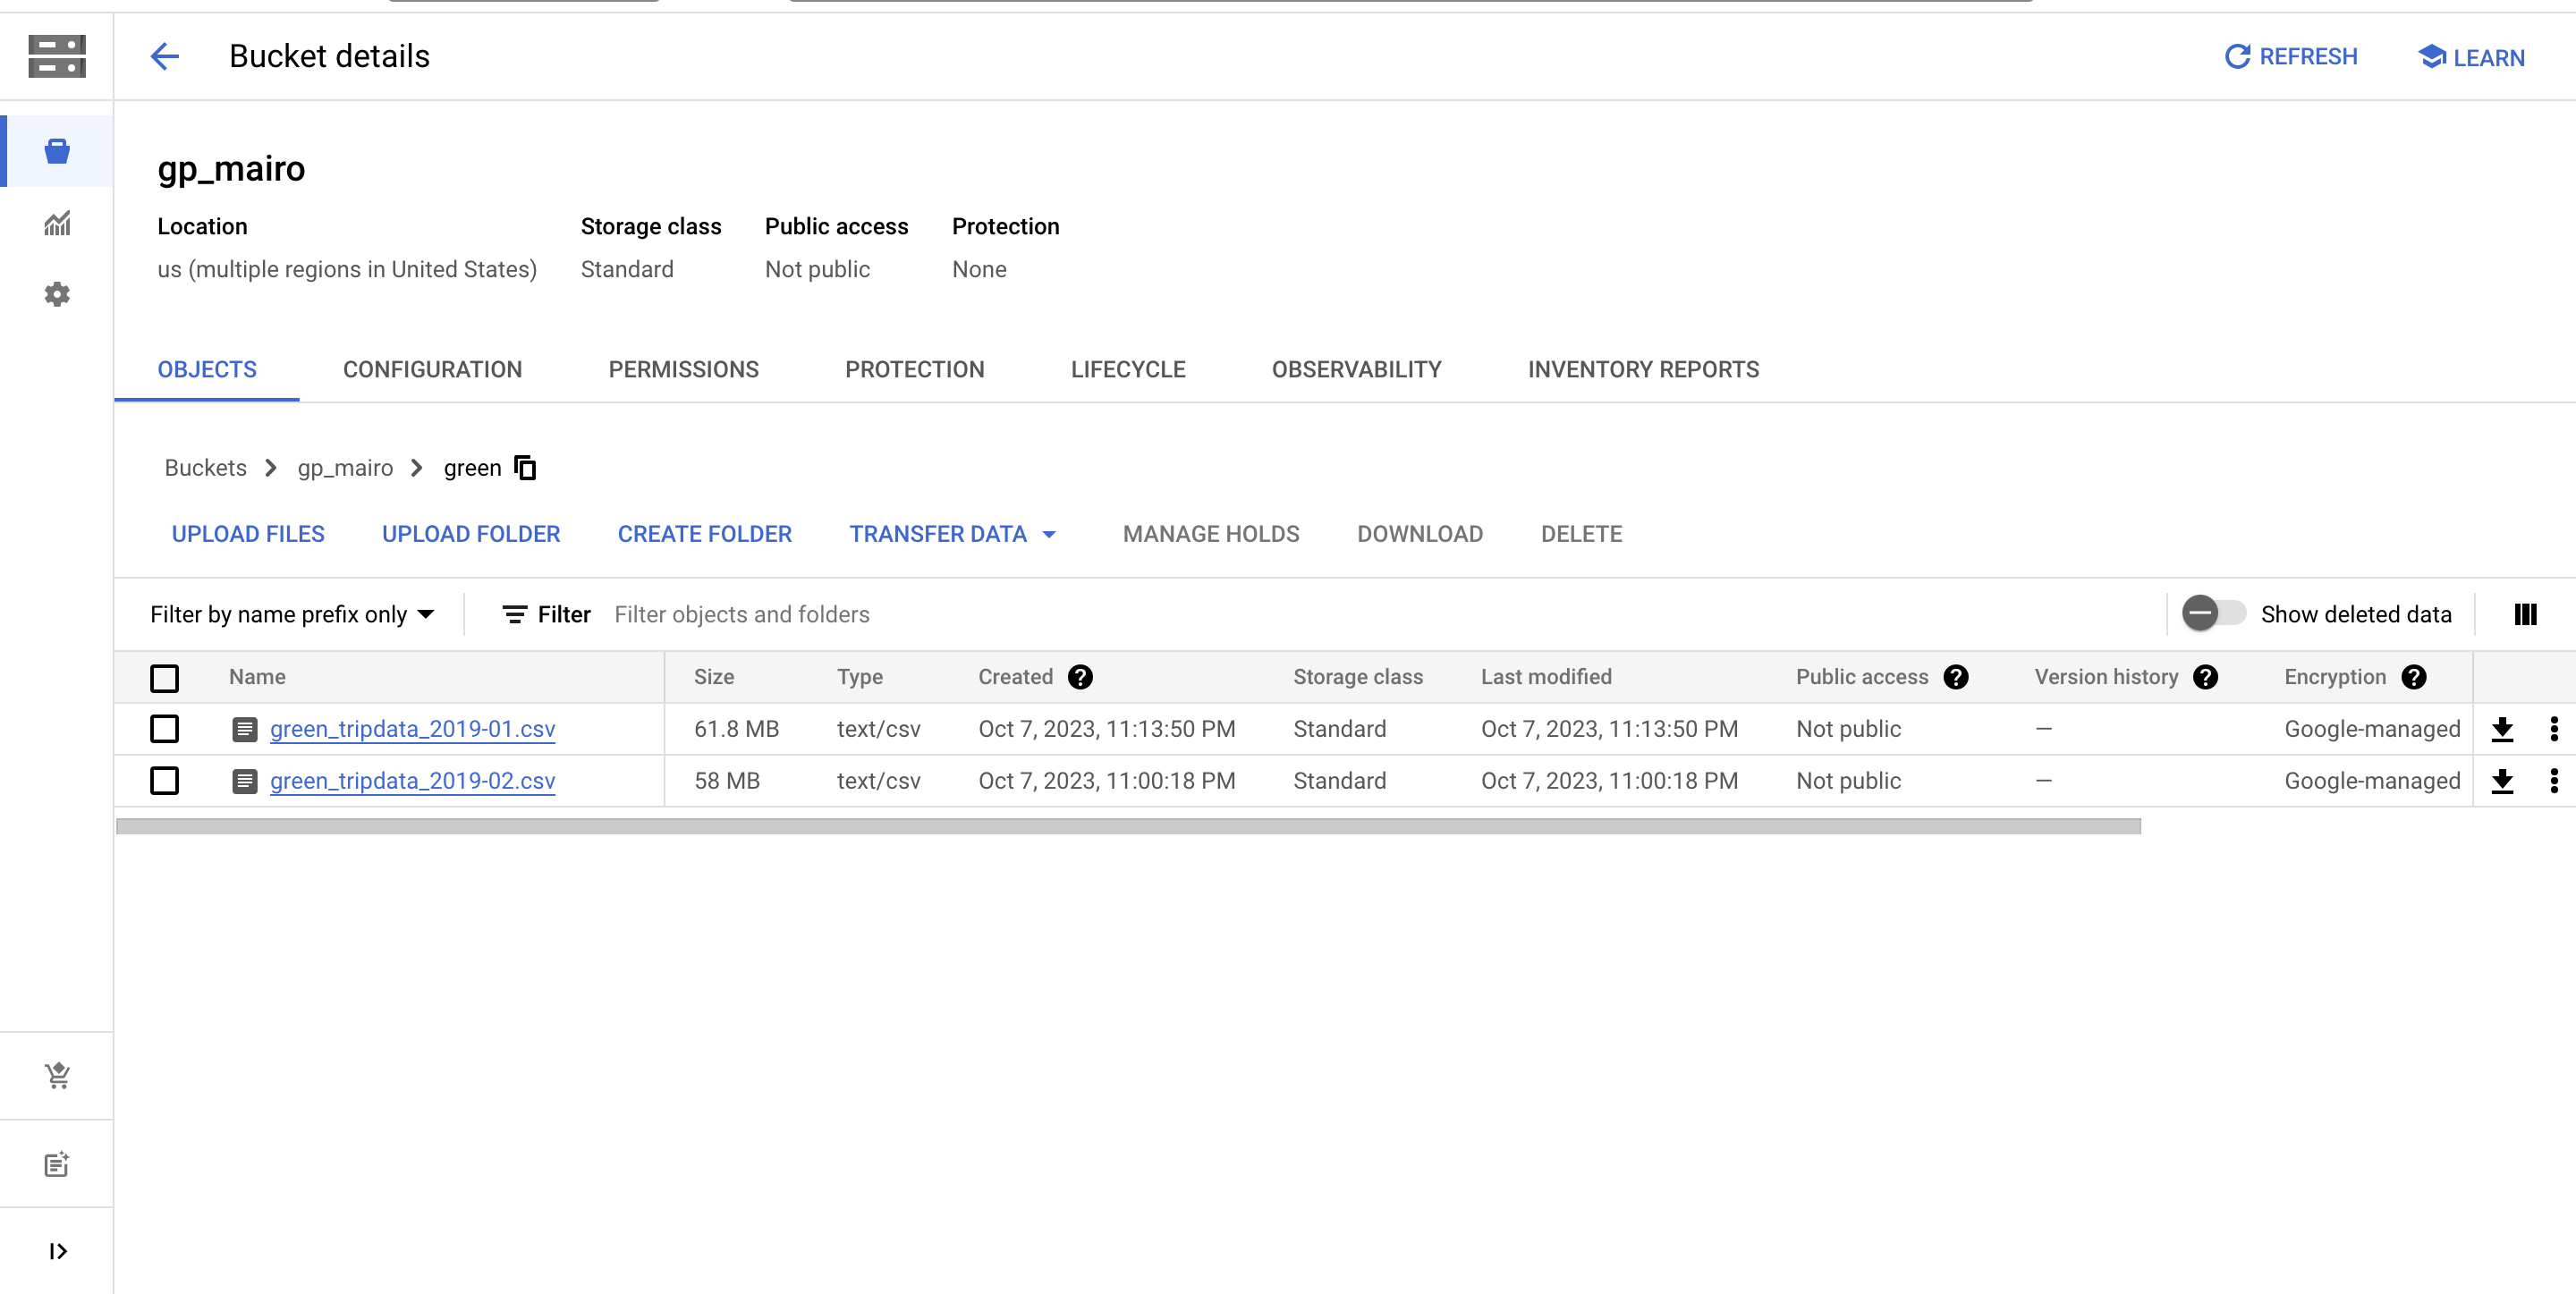 Bucket details
REFRESH
LEARN
gp_mairo
Location Storage class Public access Protection
us (multiple regions in United States) Standard Not public None
OBJECTS CONFIGURATION PERMISSIONS PROTECTION LIFECYCLE OBSERVABILITY INVENTORY REPORTS
Buckets gp_mairo green
UPLOAD FILES UPLOAD FOLDER CREATE FOLDER TRANSFER DATA MANAGE HOLDS DOWNLOAD DELETE
Filter by name prefix only Filter Filter objects and folders Show deleted data
Name Size Type Created Storage class Last modified Public access Version history Encryption
green_tripdata_2019-01.csv 61.8 MB text/csv Oct 7, 2023, 11:13:50 PM Standard Oct 7, 2023, 11:13:50 PM Not public — Google-managed
green_tripdata_2019-02.csv 58 MB text/csv Oct 7, 2023, 11:00:18 PM Standard Oct 7, 2023, 11:00:18 PM Not public — Google-managed